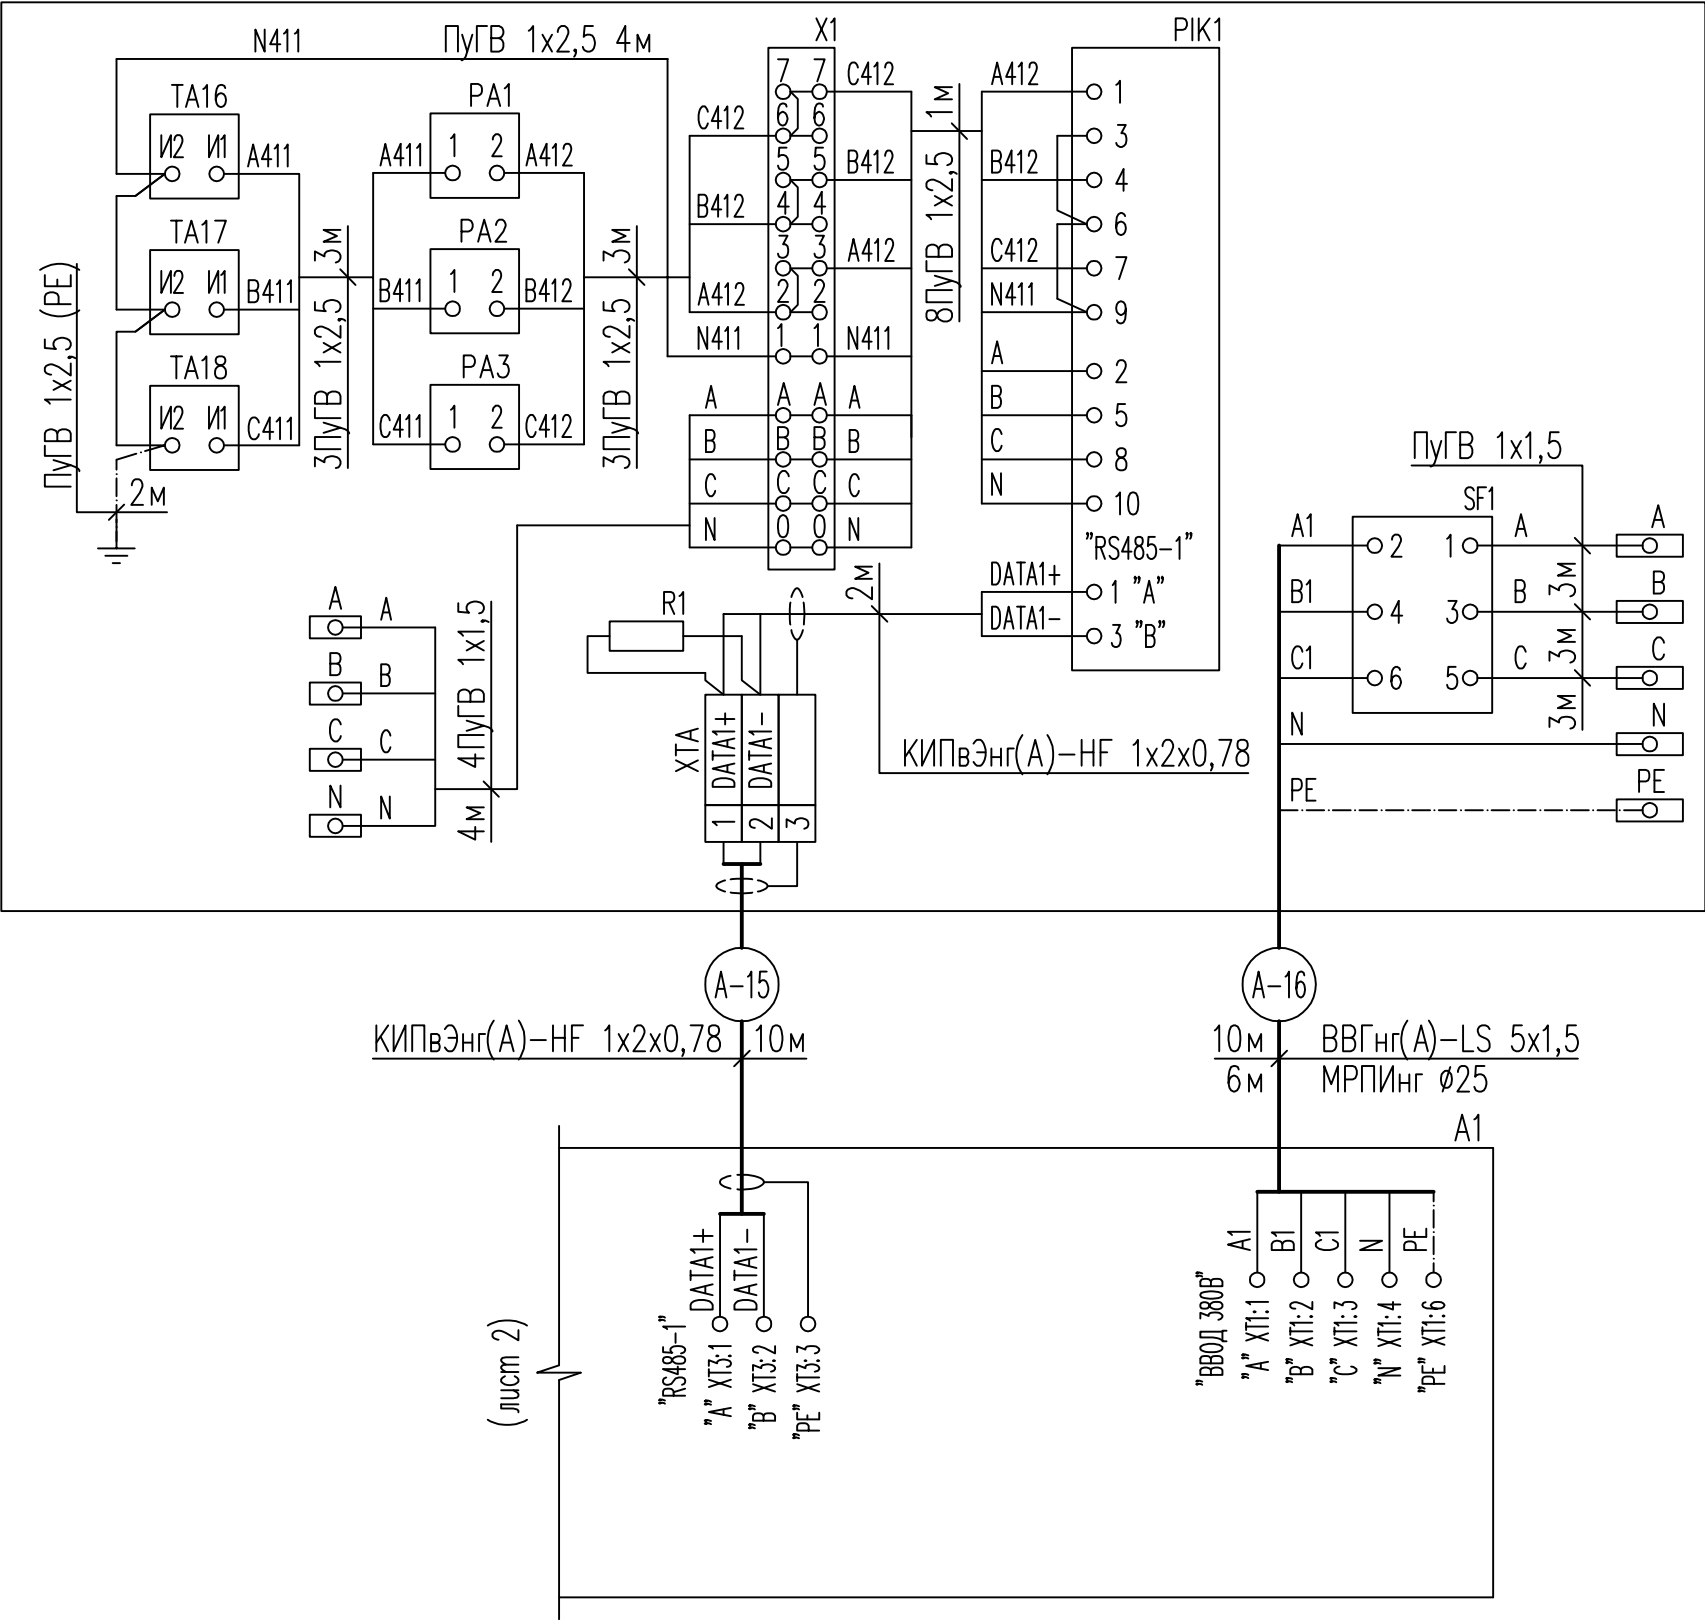 N411
ПуГВ 1х2,5 4м
X1
PIK1
TA16
И2 И1
A411
TA17
И2 И1
B411
TA18
И2 И1
C411
ПуГВ 1х2,5 (PE)
2м
3ПуГВ 1х2,5 3м
PA1
A411
1 2
A412
PA2
B411
1 2
B412
PA3
C411
1 2
C412
3ПуГВ 1х2,5 3м
C412
B412
A412
N411
A
B
C
N
7 7
6 6
5 5
4 4
3 3
2 2
1 1
A A
B B
C C
0 0
C412
B412
A412
N411
A
B
C
N
8ПуГВ 1х2,5 1м
A412
1
3
B412
4
6
C412
7
N411
9
A
2
B
5
C
8
N
10
"RS485-1"
DATA1+
1 "A"
DATA1-
3 "B"
2м
КИПвЭнг(А)-HF 1х2х0,78
A A
B B
C C
N N
4ПуГВ 1х1,5
4м
R1
XTA
DATA1+
DATA1-
1
2
3
ПуГВ 1х1,5
SF1
A1
2 1
A
A
B1
4 3
B
B
C1
6 5
C
C
3м
3м
3м
N
N
PE
PE
A-15
A-16
КИПвЭнг(А)-HF 1х2х0,78 10м
10м ВВГнг(А)-LS 5х1,5
6м МРПИнг ø25
A1
DATA1+
DATA1-
"RS485-1"
"A" XT3:1
"B" XT3:2
"PE" XT3:3
(лист 2)
A1
B1
C1
N
PE
"ВВОД 380В"
"A" XT1:1
"B" XT1:2
"C" XT1:3
"N" XT1:4
"PE" XT1:6